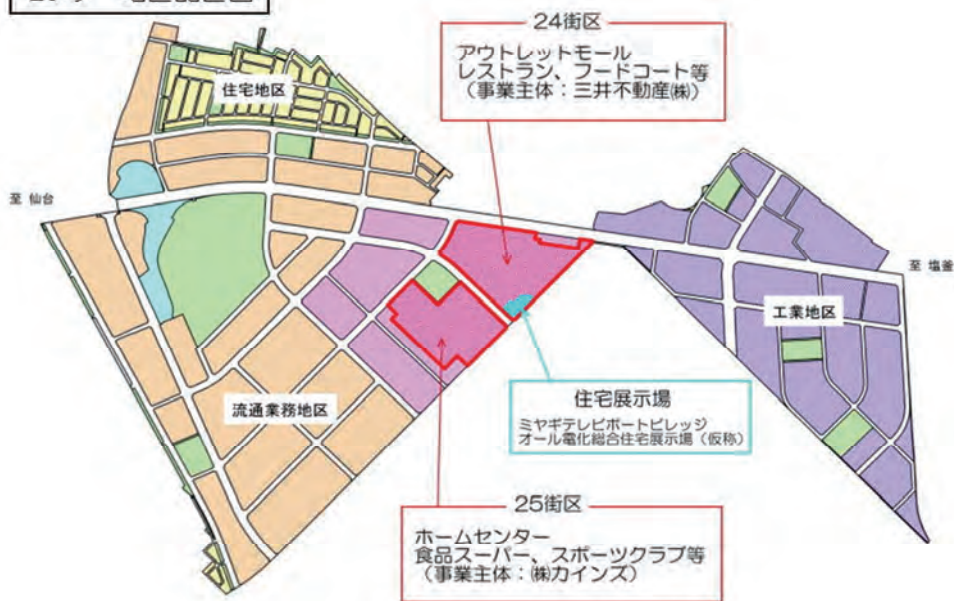 24街区
アウトレットモール
レストラン、フードコート等
(事業主体：三井不動産㈱)
住宅地区
至 仙台
至 塩釜
工業地区
流通業務地区
住宅展示場
ミヤギテレビポートビレッジ
オール電化総合住宅展示場（仮称）
25街区
ホームセンター
食品スーパー、スポーツクラブ等
(事業主体：㈱カインズ)